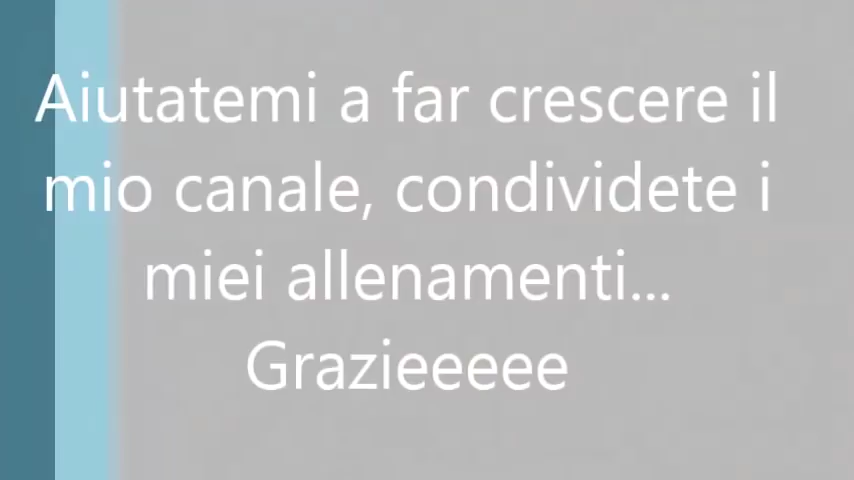 Aiutatemi a far crescere il
mio canale, condividete i
miei allenamenti...
Grazieeeee